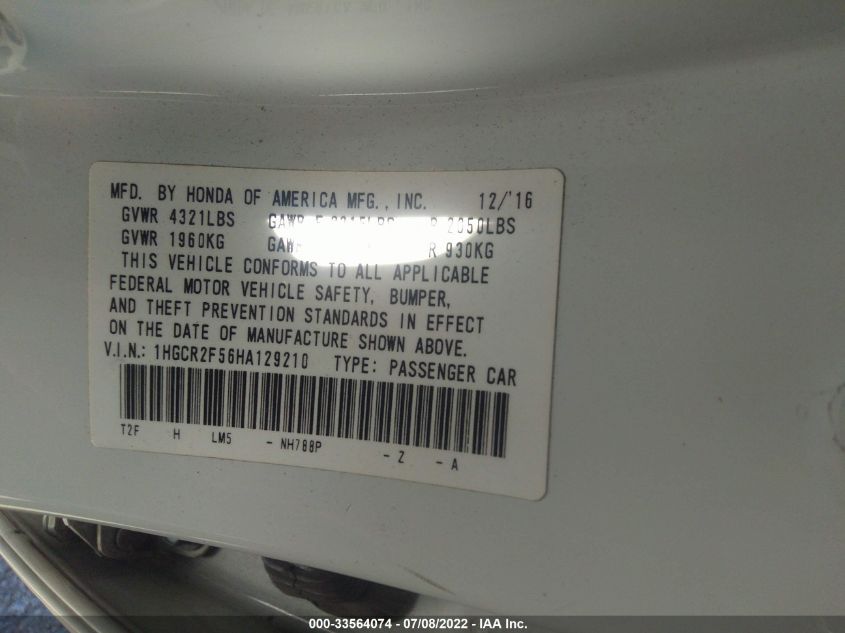 MFD. BY HONDA OF AMERICA MFG., INC. 12/'16
GVWR 4321LBS GAWR F R 2050LBS
GVWR 1960KG R 930KG
THIS VEHICLE CONFORMS TO ALL APPLICABLE
FEDERAL MOTOR VEHICLE SAFETY, BUMPER,
AND THEFT PREVENTION STANDARDS IN EFFECT
ON THE DATE OF MANUFACTURE SHOWN ABOVE.
V.I.N.: 1HGCR2F56HA129210 TYPE: PASSENGER CAR
T2F H LM5 - NH788P - Z - A
000-33564074 - 07/08/2022 - IAA Inc.